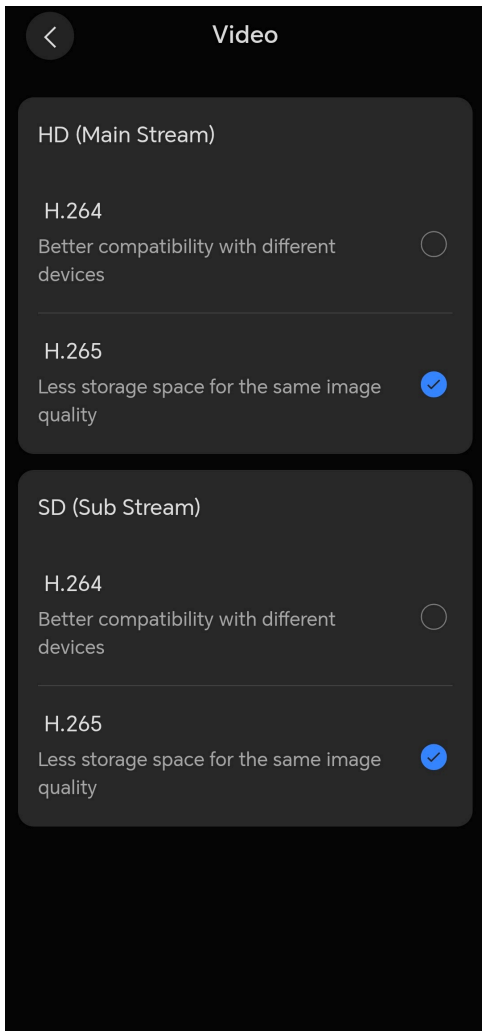 Video
HD (Main Stream)
H.264
Better compatibility with different
devices
H.265
Less storage space for the same image
quality
SD (Sub Stream)
H.264
Better compatibility with different
devices
H.265
Less storage space for the same image
quality